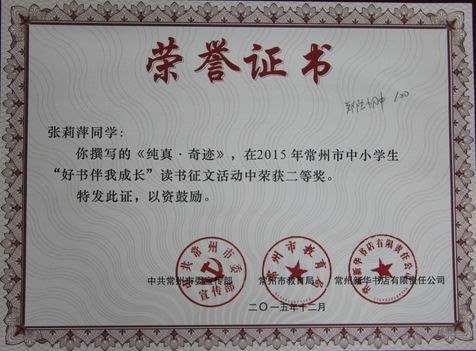 荣誉证书
张莉萍同学：
你撰写的《纯真·奇迹》，在2015年常州市中小学生
“好书伴我成长”读书征文活动中荣获二等奖。
特发此证，以资鼓励。
中共常州市委宣传部 常州市教育局 常州新华书店有限责任公司
二〇一五年十二月